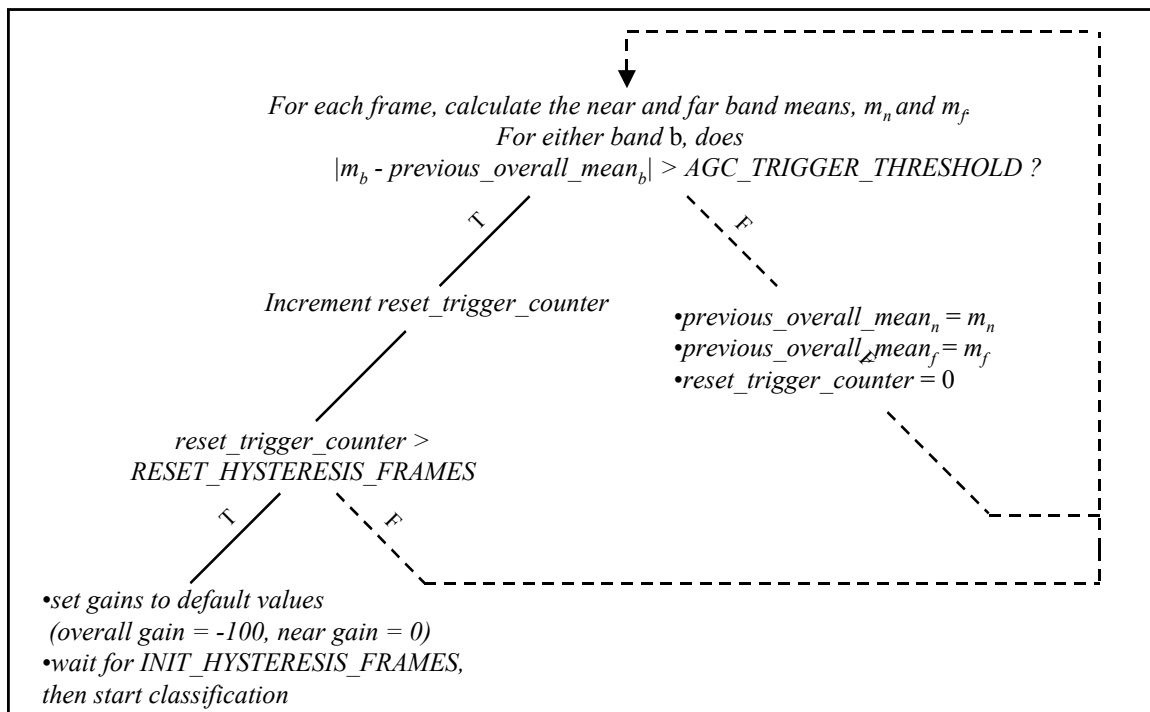 For each frame, calculate the near and far band means, mn and mf.
For either band b, does
|mb - previous_overall_meanb| > AGC_TRIGGER_THRESHOLD ?
T
F
Increment reset_trigger_counter
•previous_overall_meann = mn
•previous_overall_meanf = mf
F
•reset_trigger_counter = 0
reset_trigger_counter >
RESET_HYSTERESIS_FRAMES
T
F
•set gains to default values
(overall gain = -100, near gain = 0)
•wait for INIT_HYSTERESIS_FRAMES,
then start classification